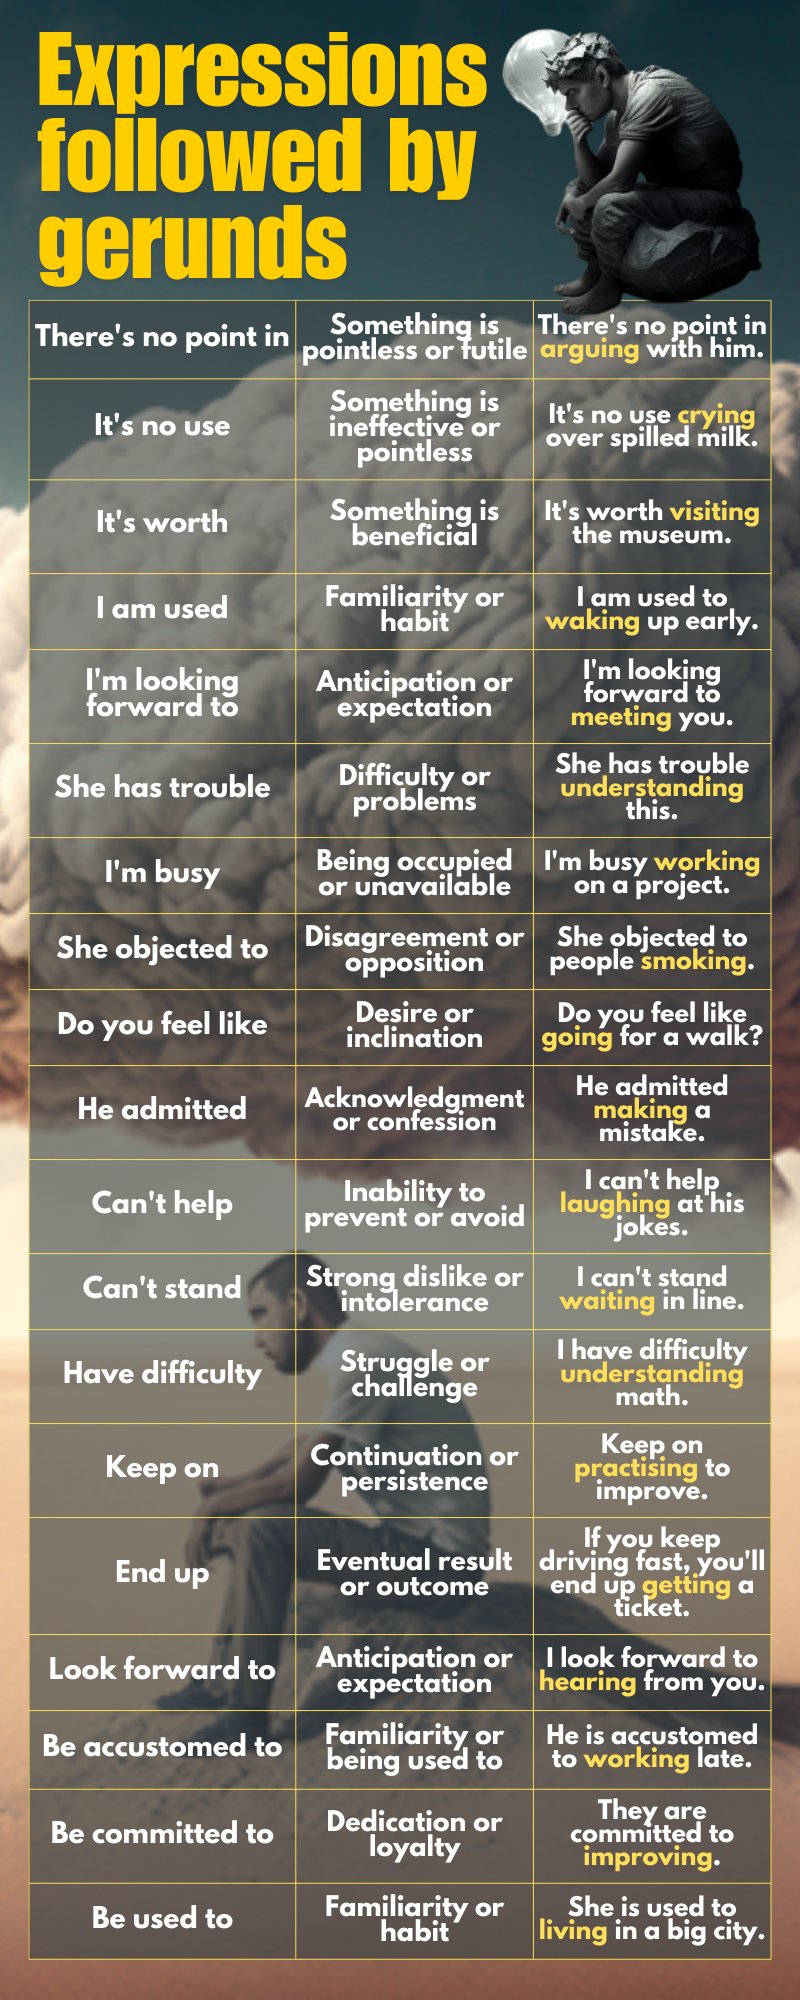 Expressions
followed by
gerunds
There's no point in
Something is
pointless or futile
There's no point in
arguing with him.
It's no use
Something is
ineffective or
pointless
It's no use crying
over spilled milk.
It's worth
Something is
beneficial
It's worth visiting
the museum.
I am used
Familiarity or
habit
I am used to
waking up early.
I'm looking
forward to
Anticipation or
expectation
I'm looking
forward to
meeting you.
She has trouble
Difficulty or
problems
She has trouble
understanding
this.
I'm busy
Being occupied
or unavailable
I'm busy working
on a project.
She objected to
Disagreement or
opposition
She objected to
people smoking.
Do you feel like
Desire or
inclination
Do you feel like
going for a walk?
He admitted
Acknowledgment
or confession
He admitted
making a
mistake.
Can't help
Inability to
prevent or avoid
I can't help
laughing at his
jokes.
Can't stand
Strong dislike or
intolerance
I can't stand
waiting in line.
Have difficulty
Struggle or
challenge
I have difficulty
understanding
math.
Keep on
Continuation or
persistence
Keep on
practising to
improve.
End up
Eventual result
or outcome
If you keep
driving fast, you'll
end up getting a
ticket.
Look forward to
Anticipation or
expectation
I look forward to
hearing from you.
Be accustomed to
Familiarity or
being used to
He is accustomed
to working late.
Be committed to
Dedication or
loyalty
They are
committed to
improving.
Be used to
Familiarity or
habit
She is used to
living in a big city.